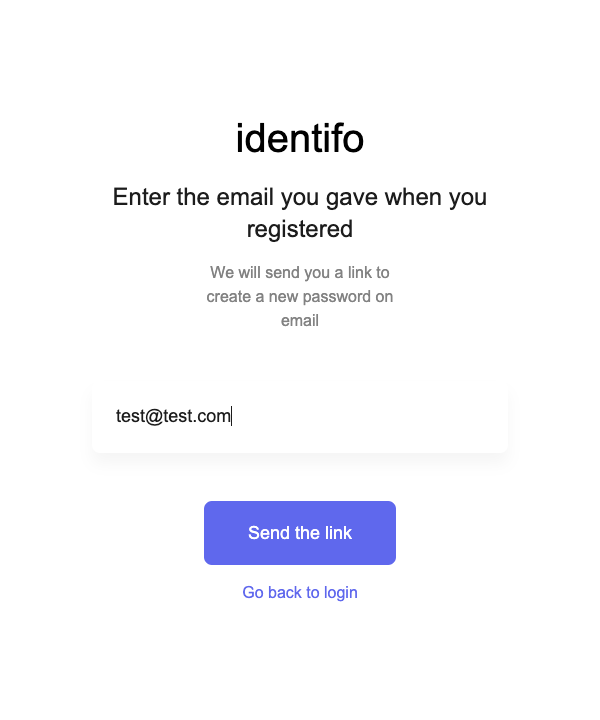 identifo
Enter the email you gave when you
registered
We will send you a link to
create a new password on
email
test@test.com
Send the link
Go back to login